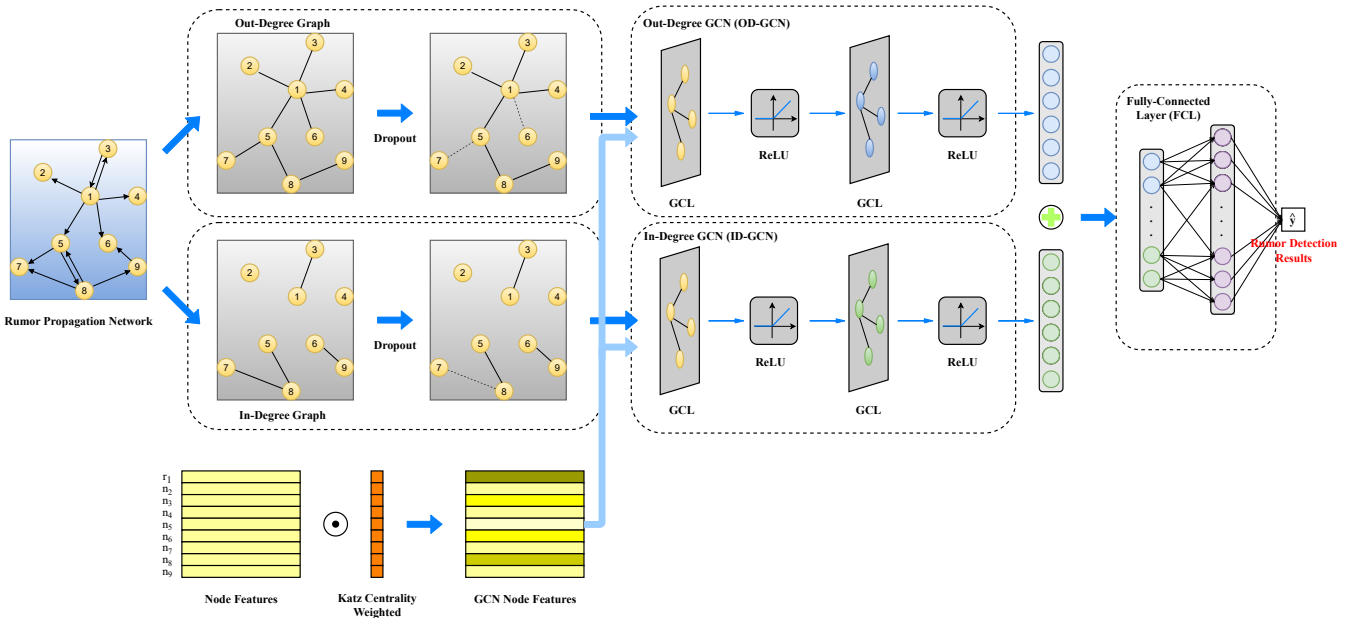 Out-Degree Graph
3
2
1
4
5
6
7
9
8
Dropout
3
2
1
4
5
6
7
9
8
Out-Degree GCN (OD-GCN)
GCL
ReLU
GCL
ReLU
Fully-Connected
Layer (FCL)
ŷ
Rumor Detection
Results
3
2
1
4
5
6
7
9
8
Rumor Propagation Network
3
2
1
4
5
6
7
9
8
In-Degree Graph
Dropout
3
2
1
4
5
6
7
9
8
In-Degree GCN (ID-GCN)
GCL
ReLU
GCL
ReLU
r1
n2
n3
n4
n5
n6
n7
n8
n9
Node Features
Katz Centrality
Weighted
GCN Node Features